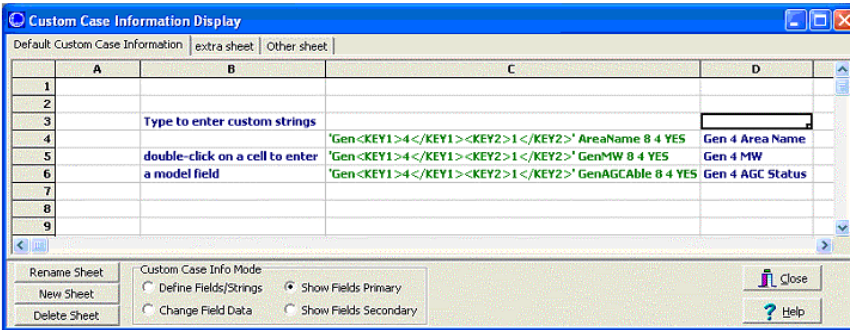 Custom Case Information Display
Default Custom Case Information extra sheet Other sheet
A B C D
1
2
3 Type to enter custom strings
4 'Gen<KEY1>4</KEY1><KEY2>1</KEY2>' AreaName 8 4 YES Gen 4 Area Name
5 double-click on a cell to enter 'Gen<KEY1>4</KEY1><KEY2>1</KEY2>' GenMW 8 4 YES Gen 4 MW
6 a model field 'Gen<KEY1>4</KEY1><KEY2>1</KEY2>' GenAGCAble 8 4 YES Gen 4 AGC Status
7
8
9
Rename Sheet Custom Case Info Mode
Define Fields/Strings Show Fields Primary Close
New Sheet
Change Field Data Show Fields Secondary ? Help
Delete Sheet